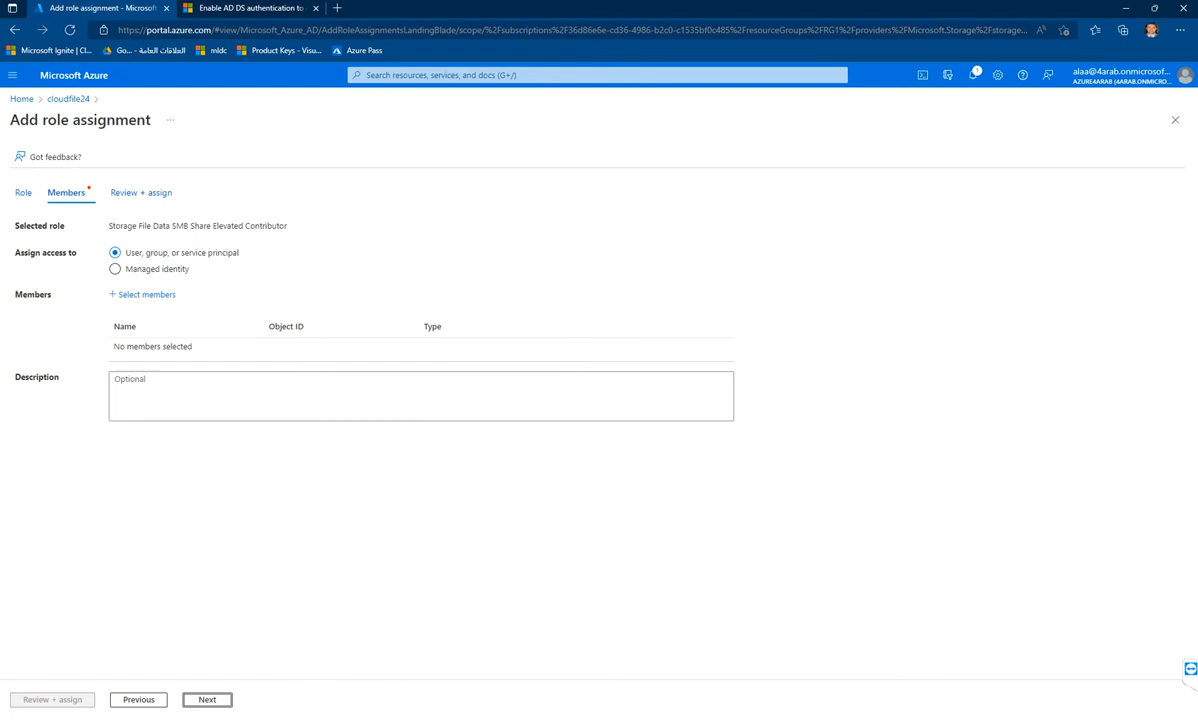 Add role assignment - Microsoft
Enable AD DS authentication to
https://portal.azure.com/#view/Microsoft_Azure_AD/AddRoleAssignmentsLandingBlade/scope/%2Fsubscriptions%2F36d86e6e-cd36-4986-b2c0-c1535bf0c485%2FresourceGroups%2FRG1%2Fproviders%2FMicrosoft.Storage%2Fstorage...
Microsoft Ignite | Cl...
Go... - العلاقات العامة
mldc
Product Keys - Visu...
Azure Pass
Microsoft Azure
Search resources, services, and docs (G+/)
1
alaa@4arab.onmicrosof...
AZURE4ARAB (4ARAB.ONMICRO...
Home > cloudfile24 >
Add role assignment ...
Got feedback?
Role
Members
Review + assign
Selected role
Storage File Data SMB Share Elevated Contributor
Assign access to
User, group, or service principal
Managed identity
Members
+ Select members
Name
Object ID
Type
No members selected
Description
Optional
Review + assign
Previous
Next